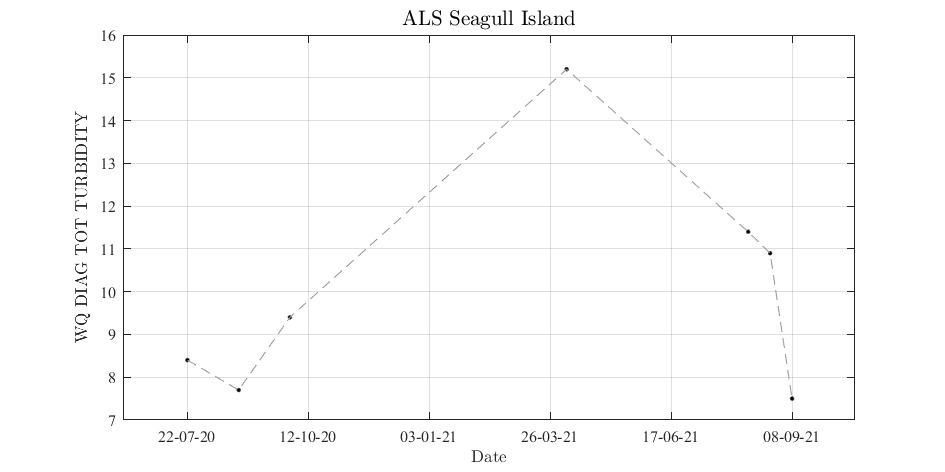 ALS Seagull Island
16
15
14
13
12
11
10
9
8
7
WQ DIAG TOT TURBIDITY
22-07-20 12-10-20 03-01-21 26-03-21 17-06-21 08-09-21
Date